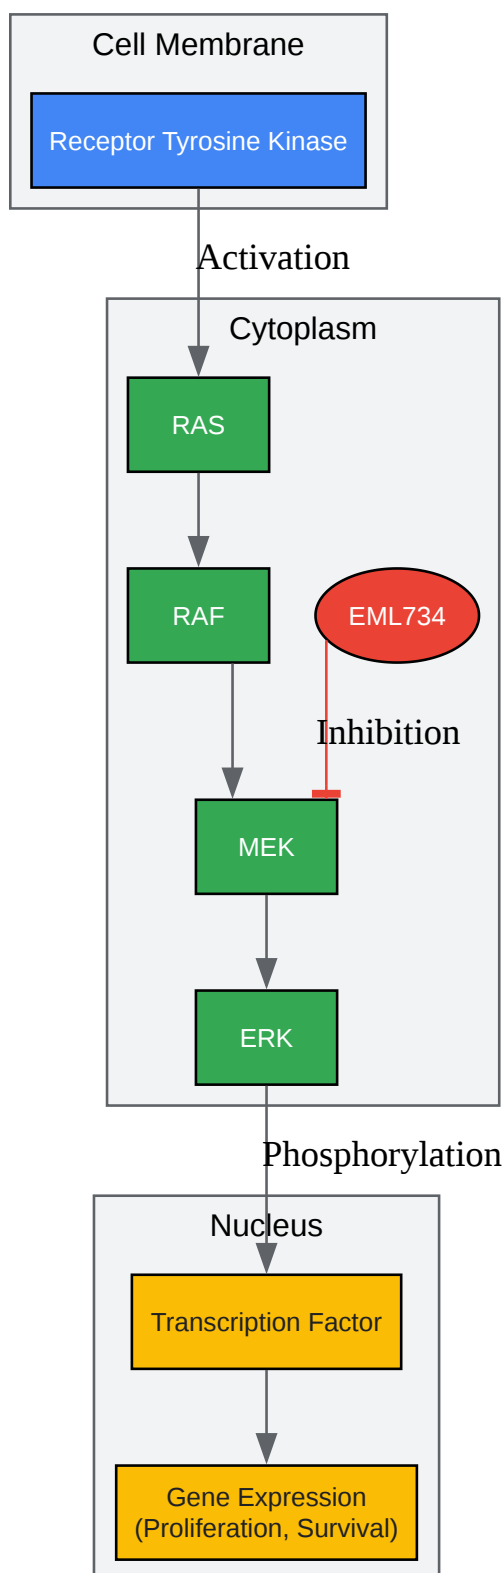 Cell Membrane
Receptor Tyrosine Kinase
Activation
Cytoplasm
RAS
RAF
EML734
Inhibition
MEK
ERK
Phosphorylation
Nucleus
Transcription Factor
Gene Expression
(Proliferation, Survival)